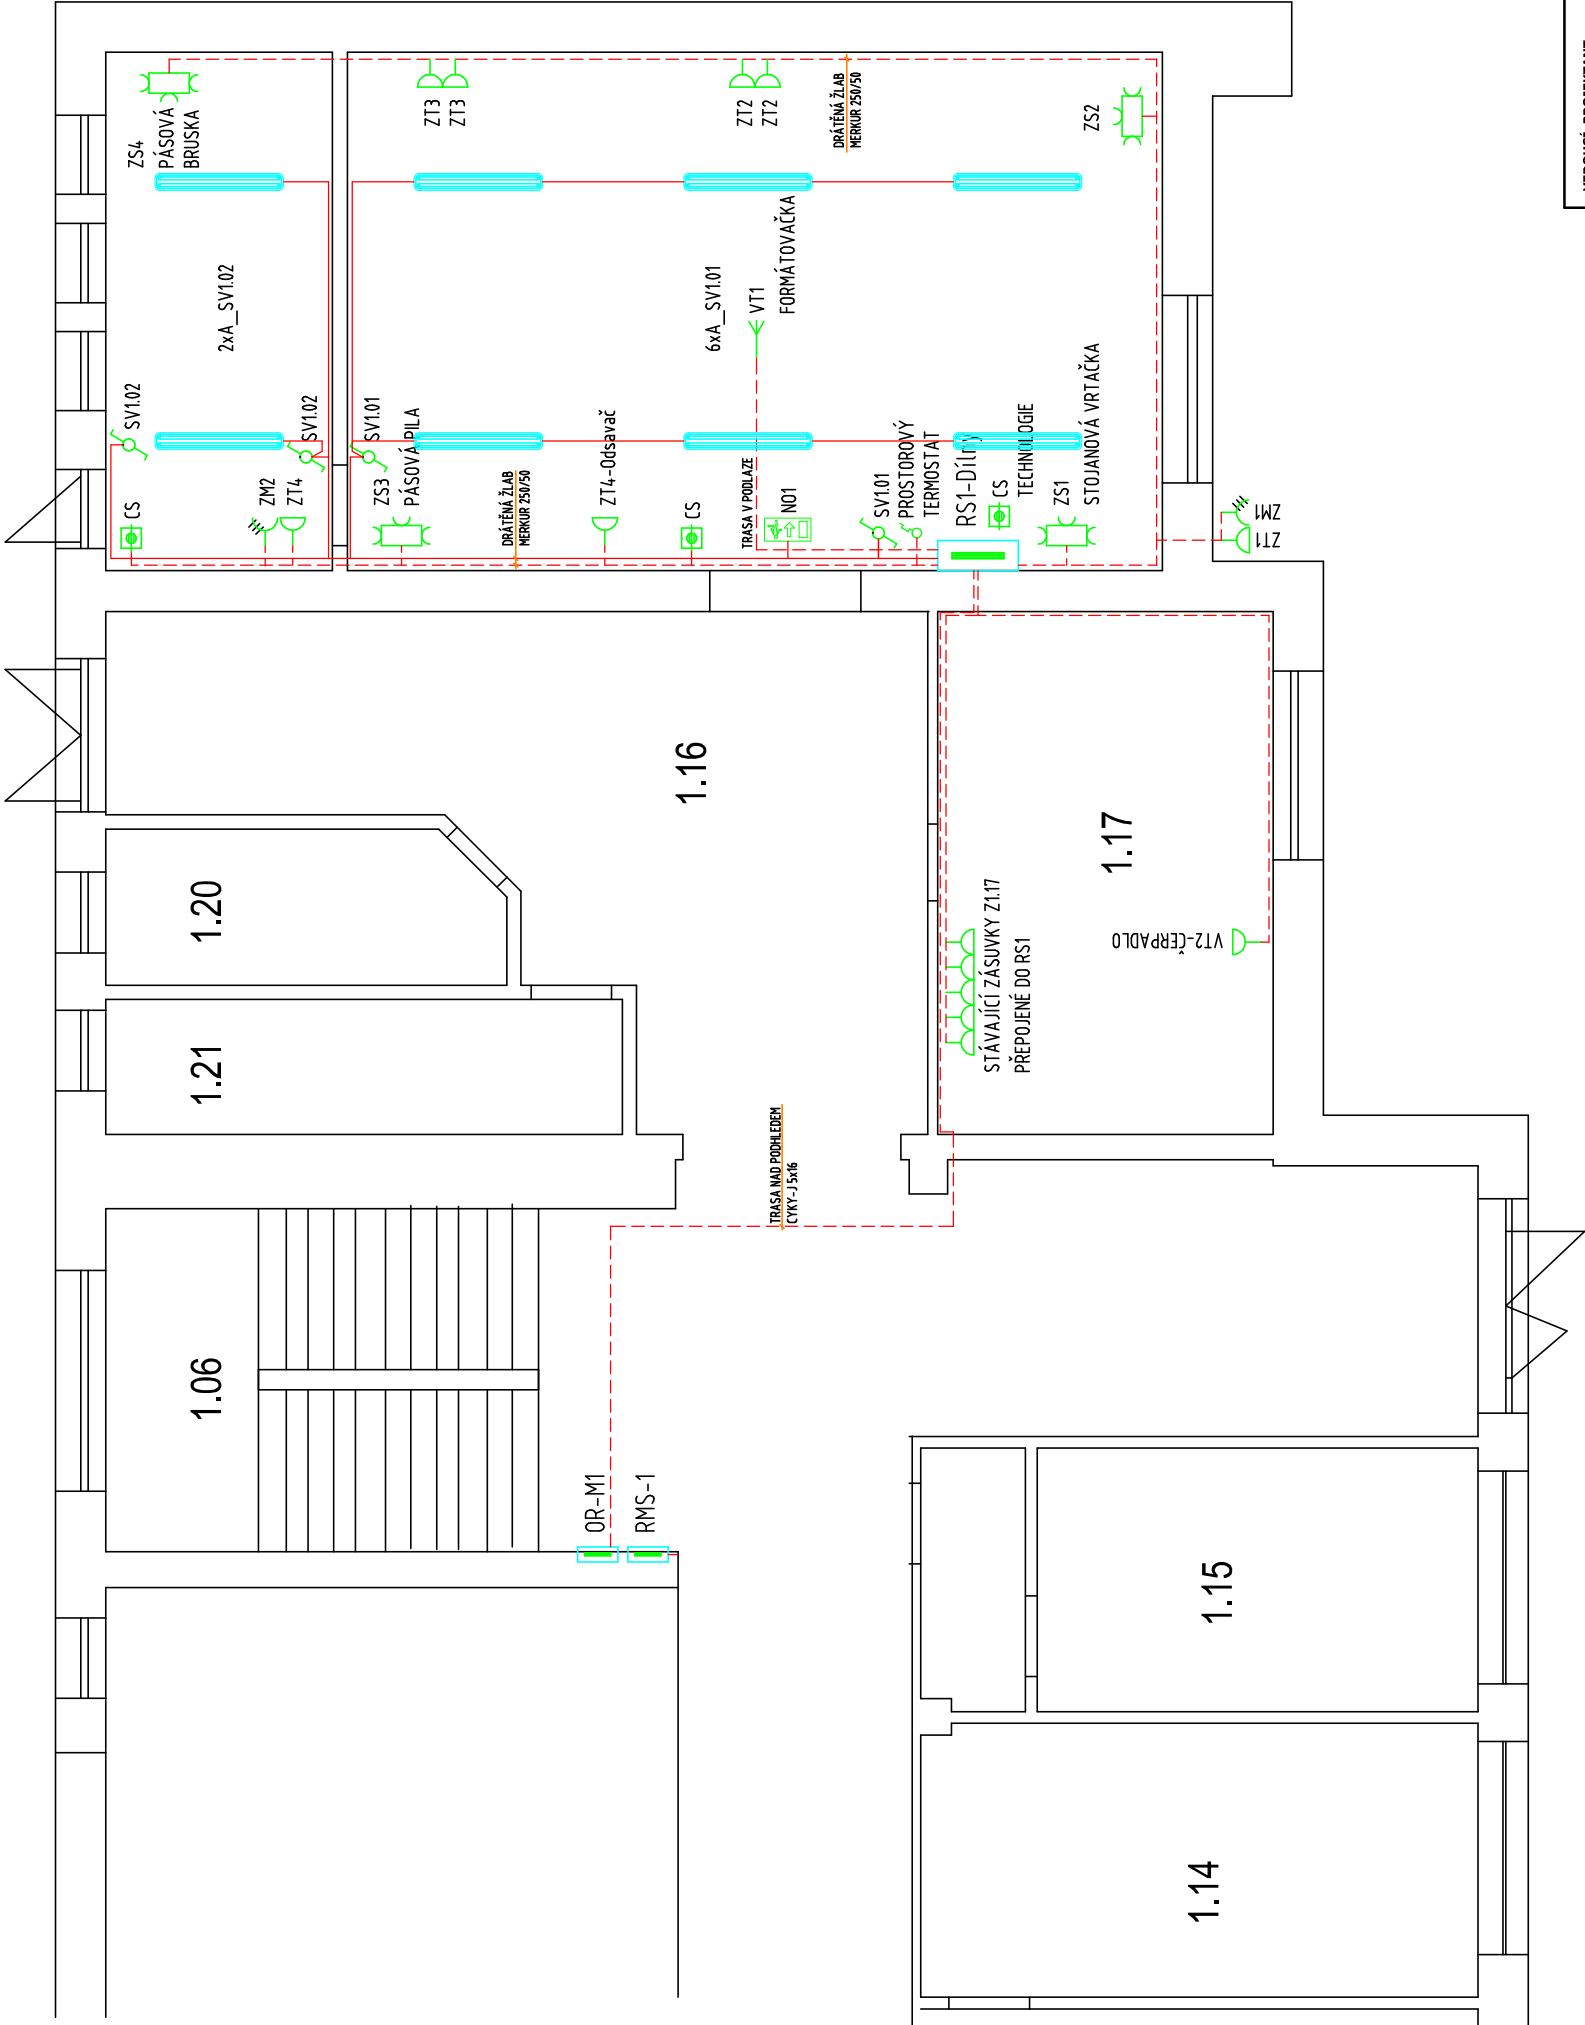 ZS4
PÁSOVÁ
BRUSKA
ZT3
ZT3
ZT2
ZT2
DRÁTĚNÁ ŽLAB
MERKUR 250/50
ZS2
2xA_SV1.02
6xA_SV1.01
VT1
FORMÁTOVAČKA
SV1.02
SV1.02
SV1.01
CS
ZM2
ZT4
ZS3
PÁSOVÁ PILA
DRÁTĚNÁ ŽLAB
MERKUR 250/50
ZT4-Odsavač
CS
TRASA V PODLAZE
NO1
SV1.01
PROSTOROVÝ
TERMOSTAT
RS1-Dílny
CS
TECHNOLOGIE
ZS1
STOJANOVÁ VRTAČKA
ZM1
ZT1
1.16
1.17
1.20
1.21
STÁVAJÍCÍ ZÁSUVKY Z1.17
PŘEPOJENÉ DO RS1
VT2-ČERPADLO
TRASA NAD PODHLEDEM
CYKY-J 5x16
1.06
OR-M1
RMS-1
1.15
1.14